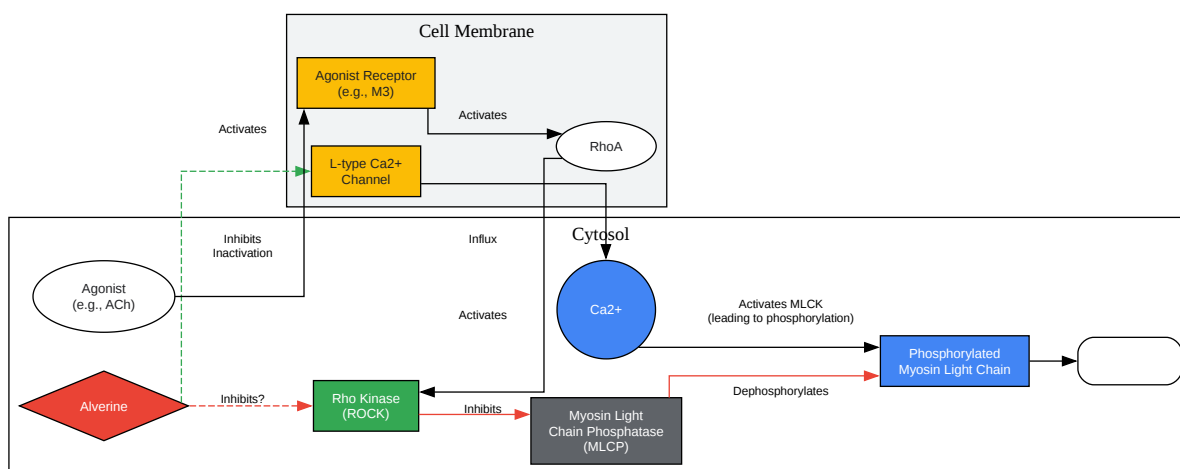 Cell Membrane
Agonist Receptor
(e.g., M3)
Activates
Activates
RhoA
L-type Ca2+
Channel
Cytosol
Inhibits
Inactivation
Influx
Agonist
(e.g., ACh)
Ca2+
Activates MLCK
(leading to phosphorylation)
Activates
Phosphorylated
Myosin Light Chain
Alverine
Inhibits?
Rho Kinase
(ROCK)
Inhibits
Myosin Light
Chain Phosphatase
(MLCP)
Dephosphorylates